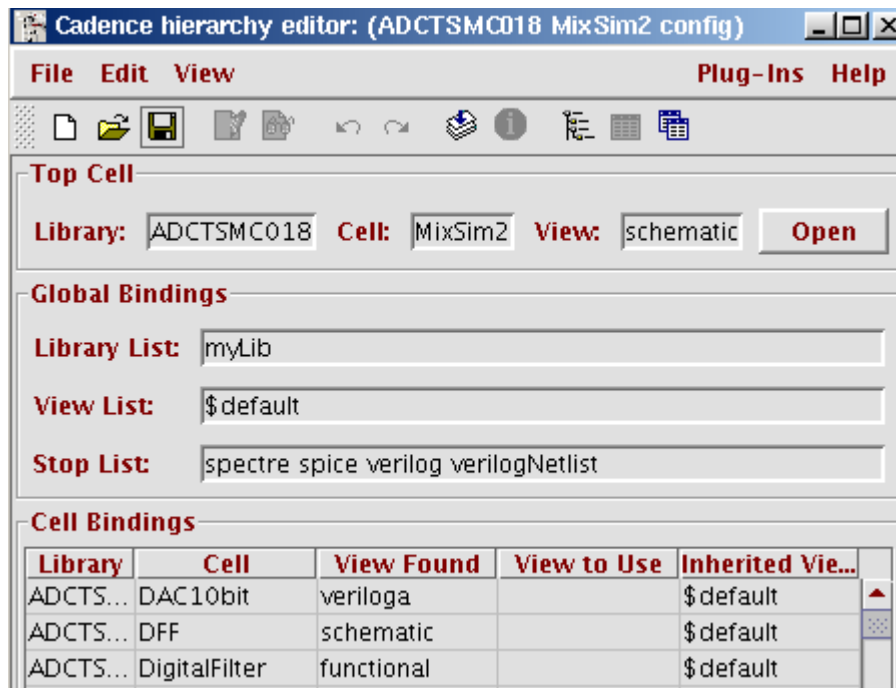 Cadence hierarchy editor: (ADCTSMC018 MixSim2 config)
File Edit View Plug-Ins Help
Top Cell
Library: ADCTSMC018 Cell: MixSim2 View: schematic Open
Global Bindings
Library List: myLib
View List: $default
Stop List: spectre spice verilog verilogNetlist
Cell Bindings
Library Cell View Found View to Use Inherited Vie...
ADCTS... DAC10bit veriloga $default
ADCTS... DFF schematic $default
ADCTS... DigitalFilter functional $default